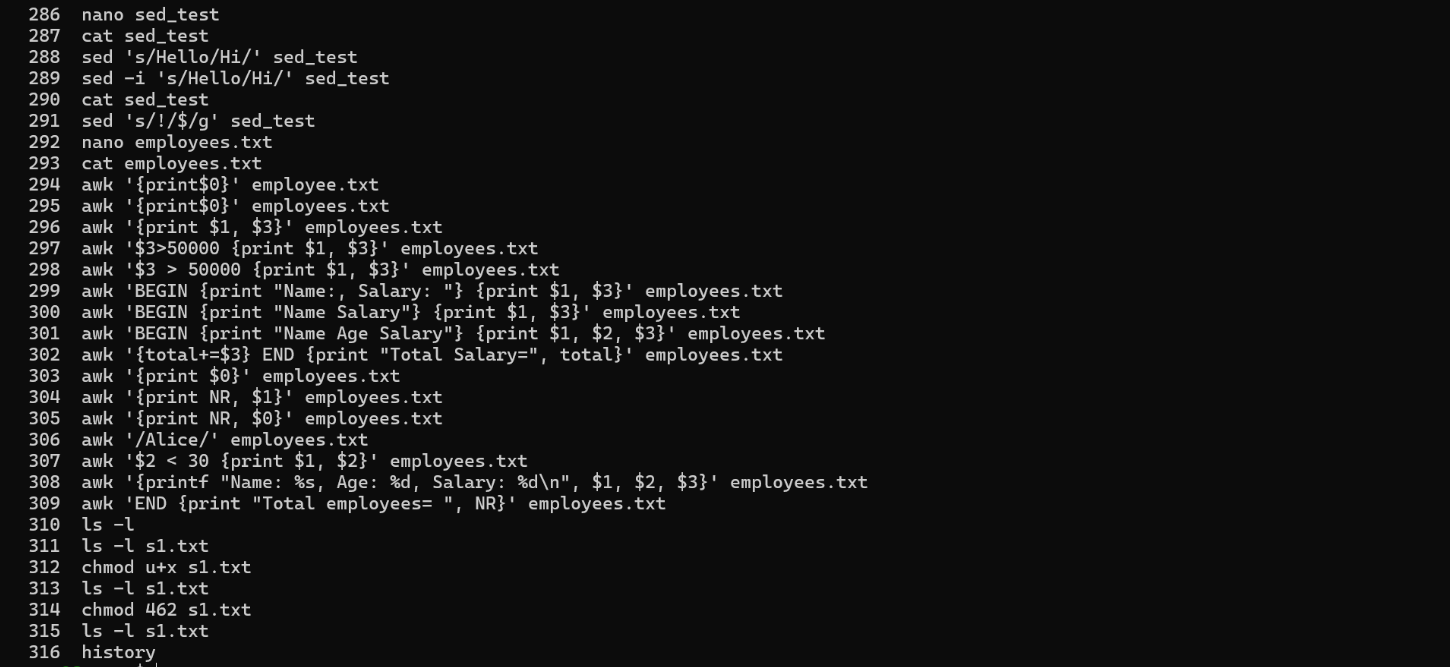 286 nano sed_test
287 cat sed_test
288 sed 's/Hello/Hi/' sed_test
289 sed -i 's/Hello/Hi/' sed_test
290 cat sed_test
291 sed 's/!/$/g' sed_test
292 nano employees.txt
293 cat employees.txt
294 awk '{print$0}' employee.txt
295 awk '{print$0}' employees.txt
296 awk '{print $1, $3}' employees.txt
297 awk '$3>50000 {print $1, $3}' employees.txt
298 awk '$3 > 50000 {print $1, $3}' employees.txt
299 awk 'BEGIN {print "Name:, Salary: "} {print $1, $3}' employees.txt
300 awk 'BEGIN {print "Name Salary"} {print $1, $3}' employees.txt
301 awk 'BEGIN {print "Name Age Salary"} {print $1, $2, $3}' employees.txt
302 awk '{total+=$3} END {print "Total Salary=", total}' employees.txt
303 awk '{print $0}' employees.txt
304 awk '{print NR, $1}' employees.txt
305 awk '{print NR, $0}' employees.txt
306 awk '/Alice/' employees.txt
307 awk '$2 < 30 {print $1, $2}' employees.txt
308 awk '{printf "Name: %s, Age: %d, Salary: %d\n", $1, $2, $3}' employees.txt
309 awk 'END {print "Total employees= ", NR}' employees.txt
310 ls -l
311 ls -l s1.txt
312 chmod u+x s1.txt
313 ls -l s1.txt
314 chmod 462 s1.txt
315 ls -l s1.txt
316 history